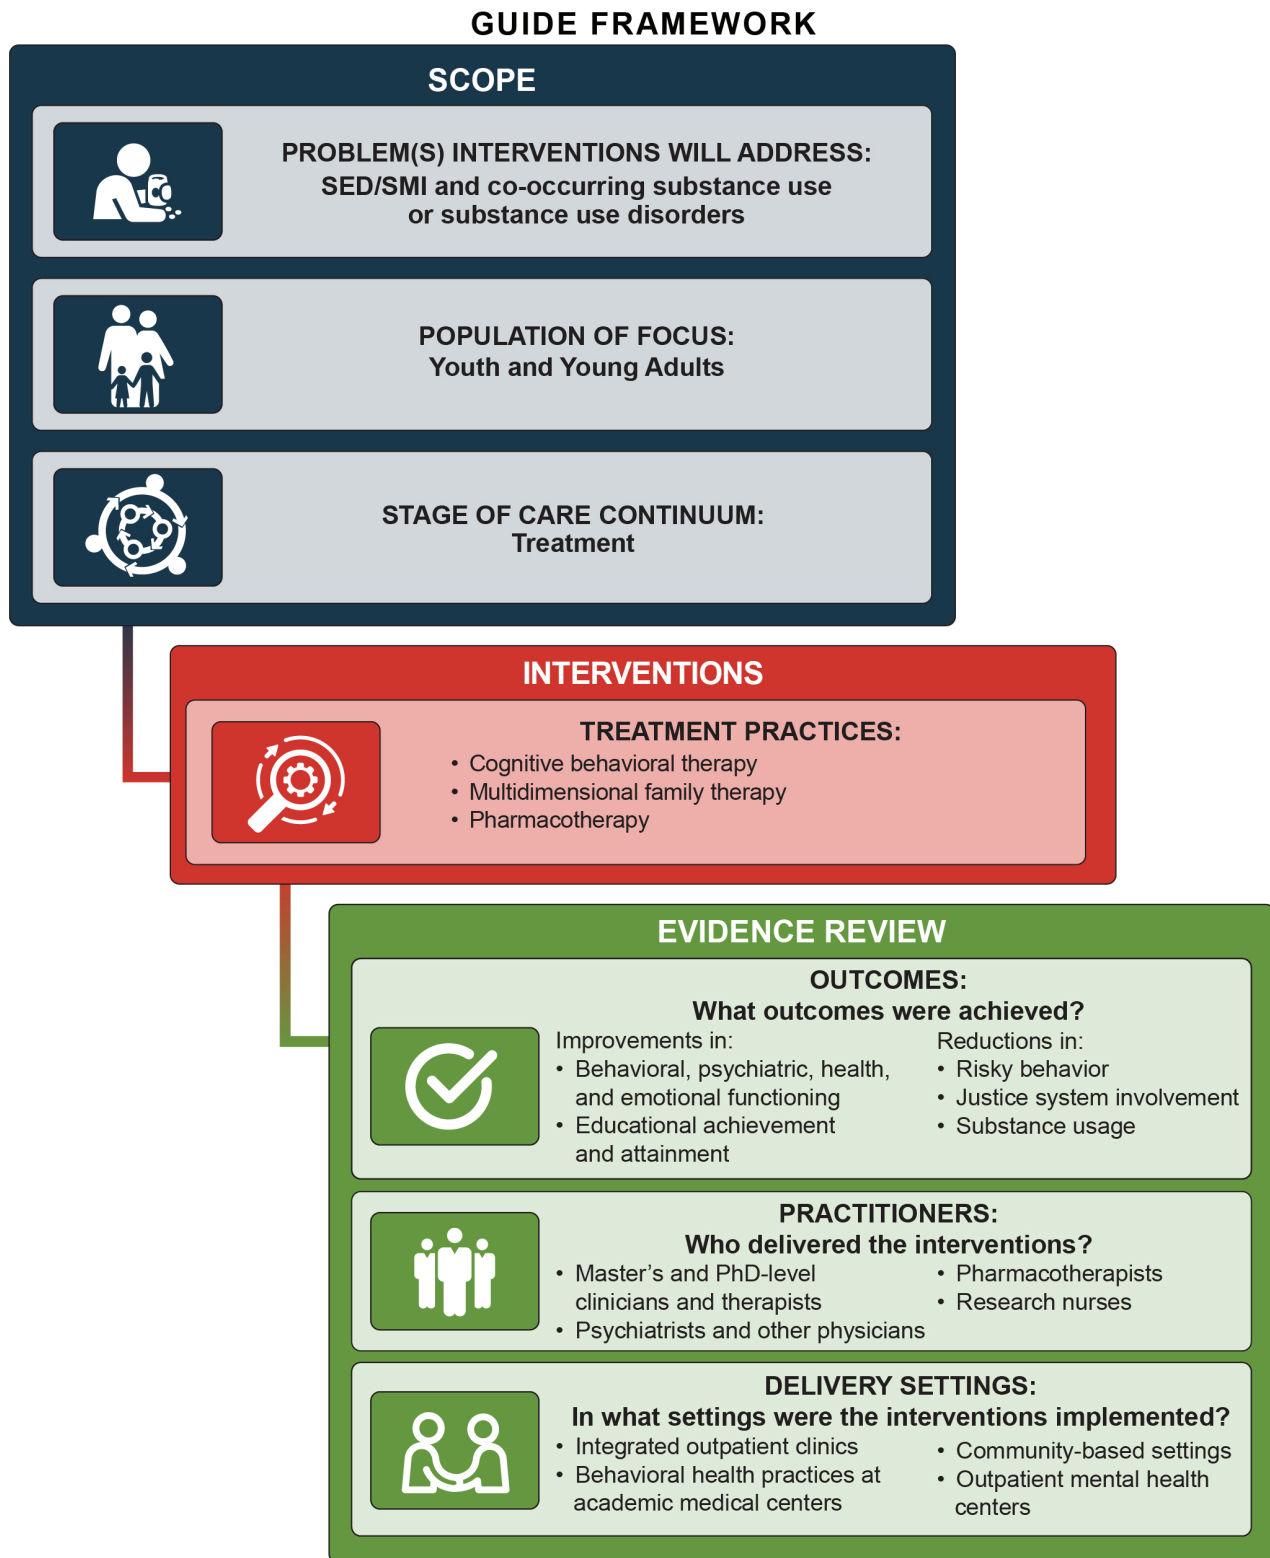 GUIDE FRAMEWORK
SCOPE
PROBLEM(S) INTERVENTIONS WILL ADDRESS:
SED/SMI and co-occurring substance use
or substance use disorders
POPULATION OF FOCUS:
Youth and Young Adults
STAGE OF CARE CONTINUUM:
Treatment
INTERVENTIONS
TREATMENT PRACTICES:
• Cognitive behavioral therapy
• Multidimensional family therapy
• Pharmacotherapy
EVIDENCE REVIEW
OUTCOMES:
What outcomes were achieved?
Improvements in:
• Behavioral, psychiatric, health,
and emotional functioning
• Educational achievement
and attainment
Reductions in:
• Risky behavior
• Justice system involvement
• Substance usage
PRACTITIONERS:
Who delivered the interventions?
• Master’s and PhD-level
clinicians and therapists
• Psychiatrists and other physicians
• Pharmacotherapists
• Research nurses
DELIVERY SETTINGS:
In what settings were the interventions implemented?
• Integrated outpatient clinics
• Behavioral health practices at
academic medical centers
• Community-based settings
• Outpatient mental health
centers